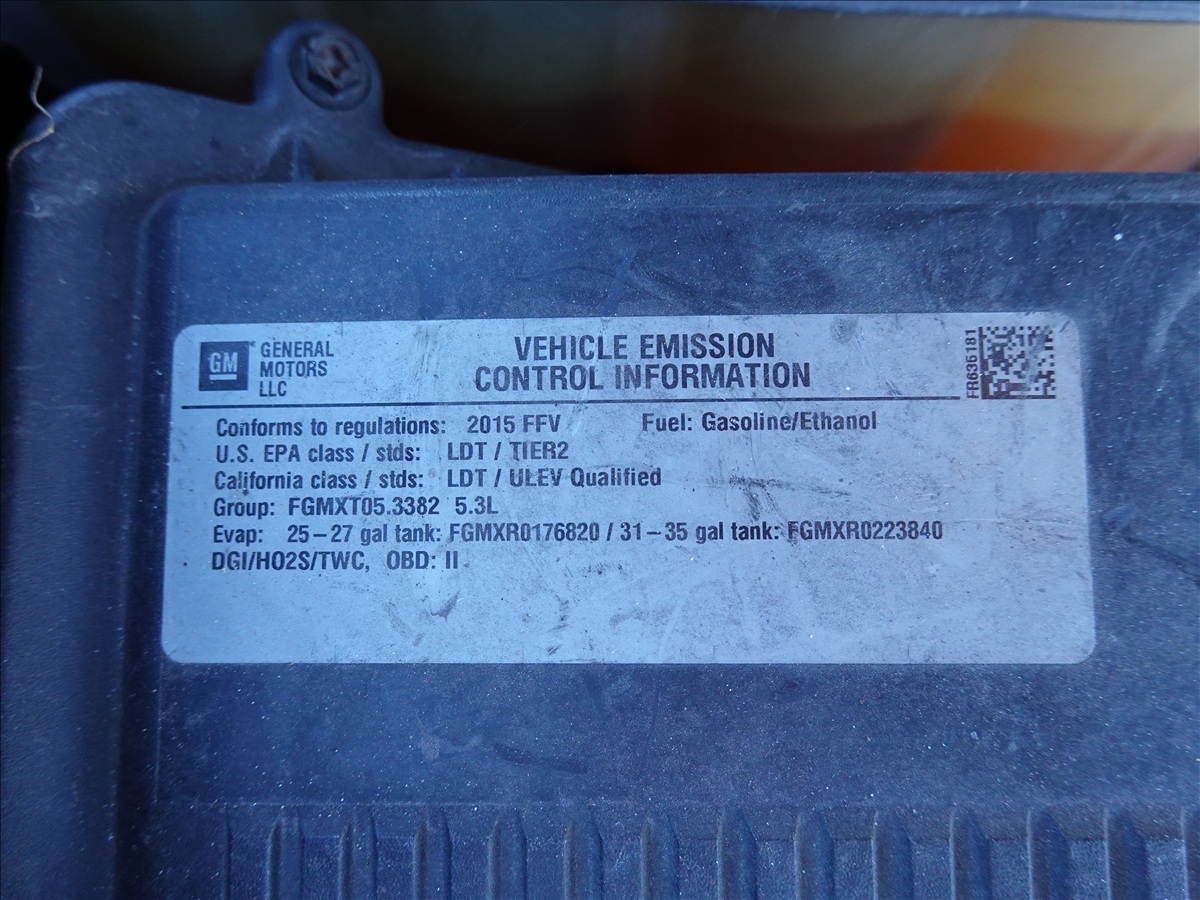 GM
GENERAL
MOTORS
LLC
VEHICLE EMISSION
CONTROL INFORMATION
FR635181
Conforms to regulations: 2015 FFV Fuel: Gasoline/Ethanol
U.S. EPA class / stds: LDT / TIER2
California class / stds: LDT / ULEV Qualified
Group: FGMXT05.3382 5.3L
Evap: 25–27 gal tank: FGMXR0176820 / 31–35 gal tank: FGMXR0223840
DGI/HO2S/TWC, OBD: II